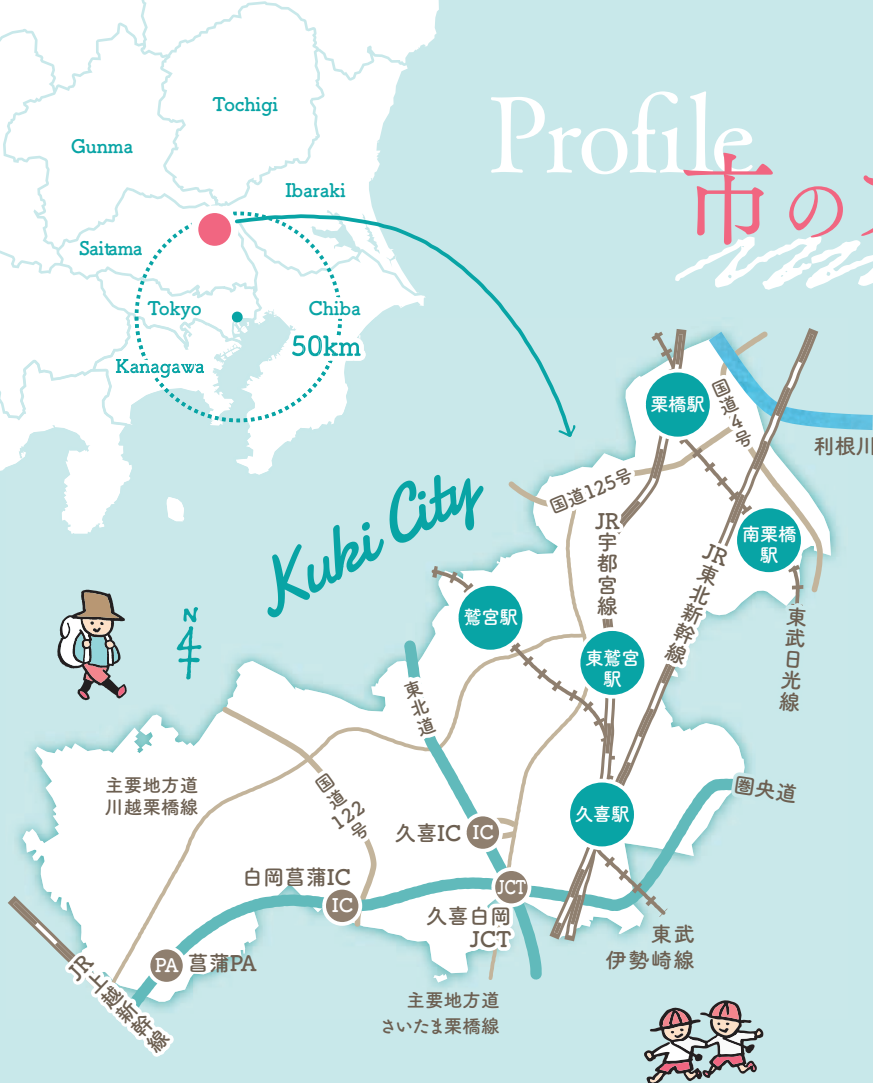 Profile
市の
Tochigi
Gunma
Ibaraki
Saitama
Tokyo
Chiba
50km
Kanagawa
Kuki City
N
栗橋駅
国道4号
利根川
国道125号
JR宇都宮線
南栗橋
駅
JR東北新幹線
鷲宮駅
東鷲宮
駅
東武日光線
東北道
主要地方道
川越栗橋線
国道122号
久喜駅
圏央道
久喜IC
IC
白岡菖蒲IC
IC
JCT
久喜白岡
JCT
東武
伊勢崎線
PA
菖蒲PA
JR上越新幹線
主要地方道
さいたま栗橋線